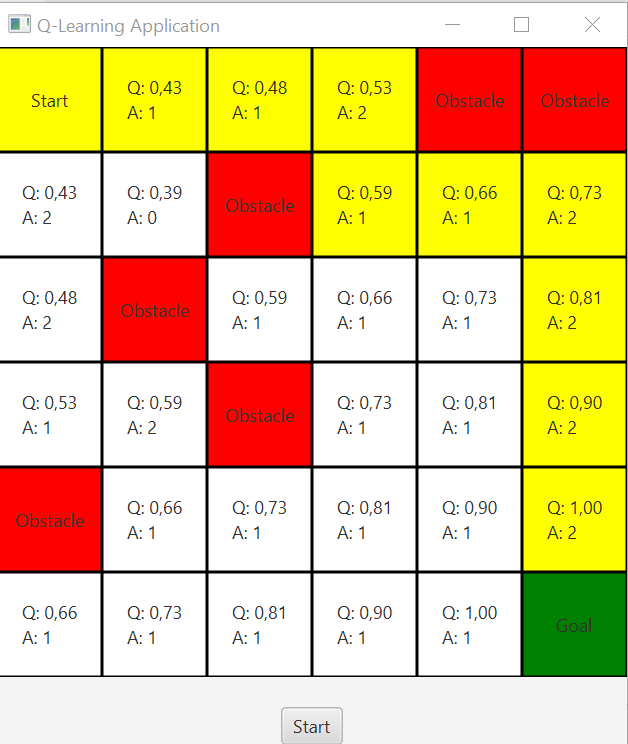 Q-Learning Application
Start
Q: 0,43
A: 1
Q: 0,48
A: 1
Q: 0,53
A: 2
Obstacle
Obstacle
Q: 0,43
A: 2
Q: 0,39
A: 0
Obstacle
Q: 0,59
A: 1
Q: 0,66
A: 1
Q: 0,73
A: 2
Q: 0,48
A: 2
Obstacle
Q: 0,59
A: 1
Q: 0,66
A: 1
Q: 0,73
A: 1
Q: 0,81
A: 2
Q: 0,53
A: 1
Q: 0,59
A: 2
Obstacle
Q: 0,73
A: 1
Q: 0,81
A: 1
Q: 0,90
A: 2
Obstacle
Q: 0,66
A: 1
Q: 0,73
A: 1
Q: 0,81
A: 1
Q: 0,90
A: 1
Q: 1,00
A: 2
Q: 0,66
A: 1
Q: 0,73
A: 1
Q: 0,81
A: 1
Q: 0,90
A: 1
Q: 1,00
A: 1
Goal
Start